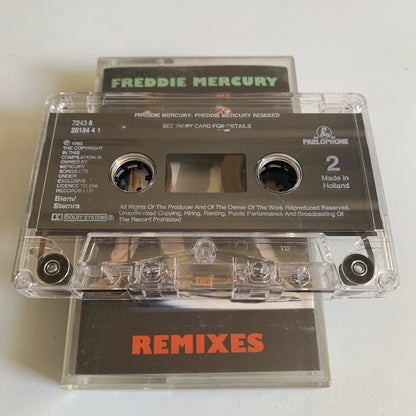 FREDDIE MERCURY
FREDDIE MERCURY: FREDDIE MERCURY REMIXED
SEE INLAY CARD FOR DETAILS
7243 8
28184 4 1
℗ 1993
THE COPYRIGHT
IN THIS
COMPILATION IS
OWNED BY
MERCURY
SONGS LTD
UNDER
EXCLUSIVE
LICENCE TO EMI
RECORDS LTD
Biem/
Stemra
DOLBY SYSTEM
PARLOPHONE
2
Made in
Holland
All Rights Of The Producer And Of The Owner Of The Work Reproduced Reserved.
Unauthorized Copying, Hiring, Renting, Public Performance And Broadcasting Of
The Record Prohibited
REMIXES